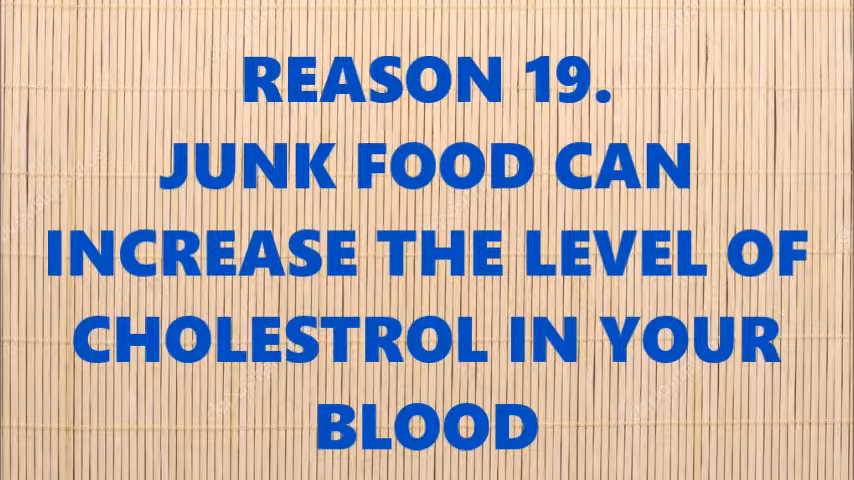 REASON 19.
JUNK FOOD CAN
INCREASE THE LEVEL OF
CHOLESTROL IN YOUR
BLOOD